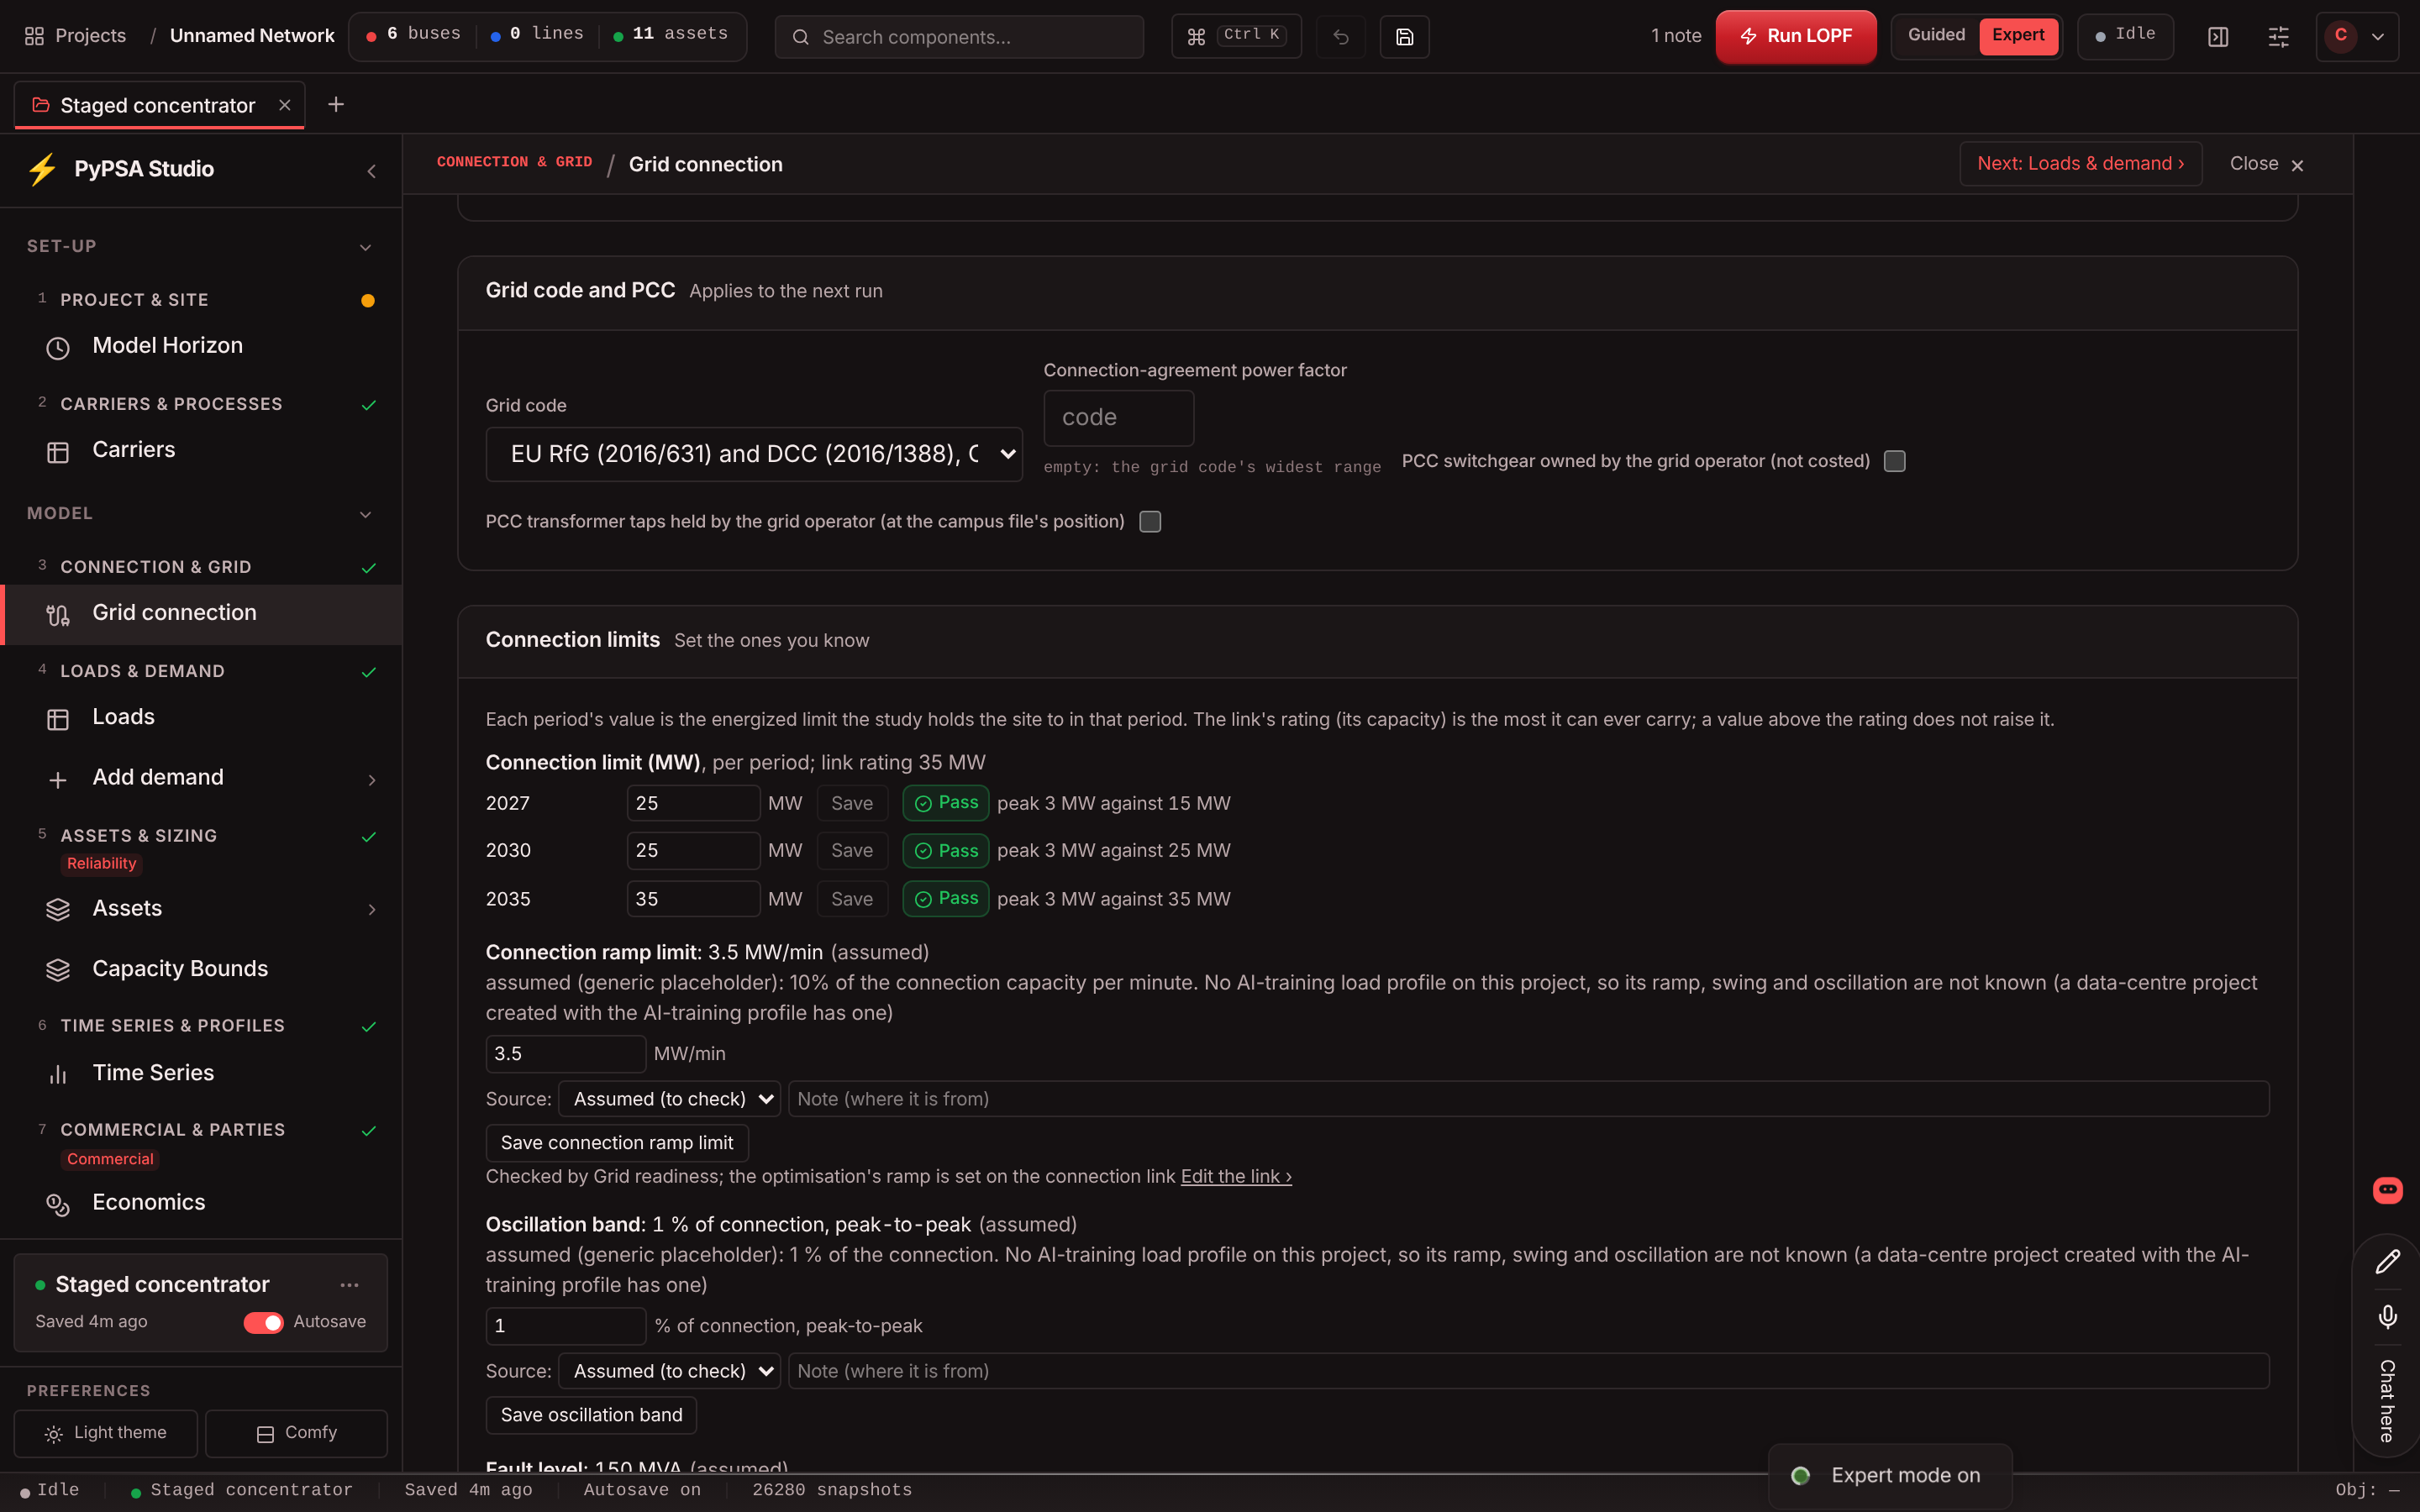 Projects / Unnamed Network
6 buses 0 lines 11 assets
Search components...
Ctrl K
1 note
Run LOPF
Guided Expert
Idle
C
Staged concentrator
PyPSA Studio
CONNECTION & GRID / Grid connection
Next: Loads & demand ›
Close
SET-UP
1 PROJECT & SITE
Model Horizon
2 CARRIERS & PROCESSES
Carriers
MODEL
3 CONNECTION & GRID
Grid connection
4 LOADS & DEMAND
Loads
Add demand
5 ASSETS & SIZING
Reliability
Assets
Capacity Bounds
6 TIME SERIES & PROFILES
Time Series
7 COMMERCIAL & PARTIES
Commercial
Economics
Staged concentrator
Saved 4m ago
Autosave
PREFERENCES
Light theme
Comfy
Grid code and PCC Applies to the next run
Connection-agreement power factor
Grid code
code
EU RfG (2016/631) and DCC (2016/1388), C
empty: the grid code's widest range
PCC switchgear owned by the grid operator (not costed)
PCC transformer taps held by the grid operator (at the campus file's position)
Connection limits Set the ones you know
Each period's value is the energized limit the study holds the site to in that period. The link's rating (its capacity) is the most it can ever carry; a value above the rating does not raise it.
Connection limit (MW), per period; link rating 35 MW
2027 25 MW Save Pass peak 3 MW against 15 MW
2030 25 MW Save Pass peak 3 MW against 25 MW
2035 35 MW Save Pass peak 3 MW against 35 MW
Connection ramp limit: 3.5 MW/min (assumed)
assumed (generic placeholder): 10% of the connection capacity per minute. No AI-training load profile on this project, so its ramp, swing and oscillation are not known (a data-centre project
created with the AI-training profile has one)
3.5 MW/min
Source: Assumed (to check) Note (where it is from)
Save connection ramp limit
Checked by Grid readiness; the optimisation's ramp is set on the connection link Edit the link ›
Oscillation band: 1 % of connection, peak-to-peak (assumed)
assumed (generic placeholder): 1 % of the connection. No AI-training load profile on this project, so its ramp, swing and oscillation are not known (a data-centre project created with the AI-
training profile has one)
1 % of connection, peak-to-peak
Source: Assumed (to check) Note (where it is from)
Save oscillation band
Fault level: 150 MVA (assumed)
Chat here
Expert mode on
Idle
Staged concentrator
Saved 4m ago
Autosave on
26280 snapshots
Obj: —